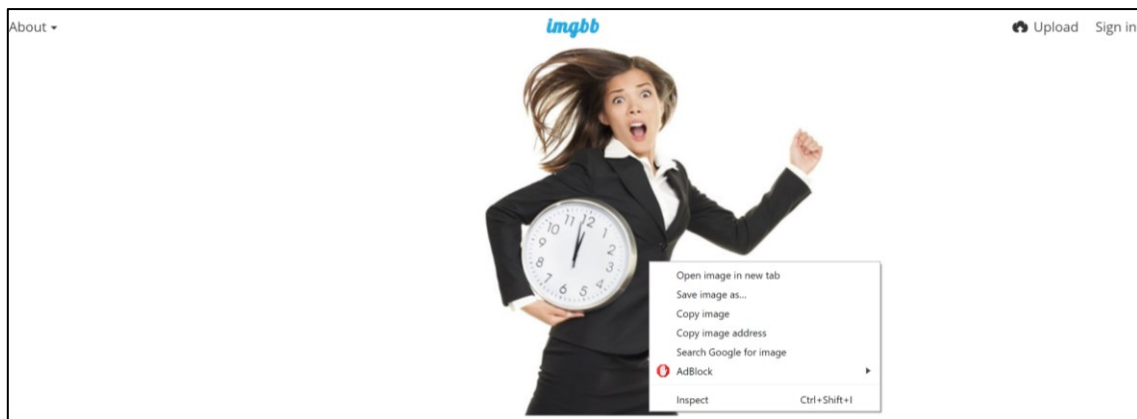 About
imgbb
Upload Sign in
11 12 1
10 2
9 3
8 4
7 6 5
Open image in new tab
Save image as...
Copy image
Copy image address
Search Google for image
AdBlock
Inspect Ctrl+Shift+I